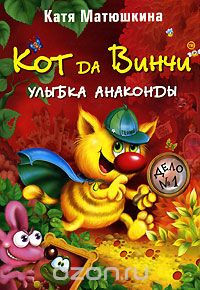 Катя Матюшкина
Кот да Винчи
УЛЫБКА АНАКОНДЫ
ДЕЛО
№1
ozon.ru